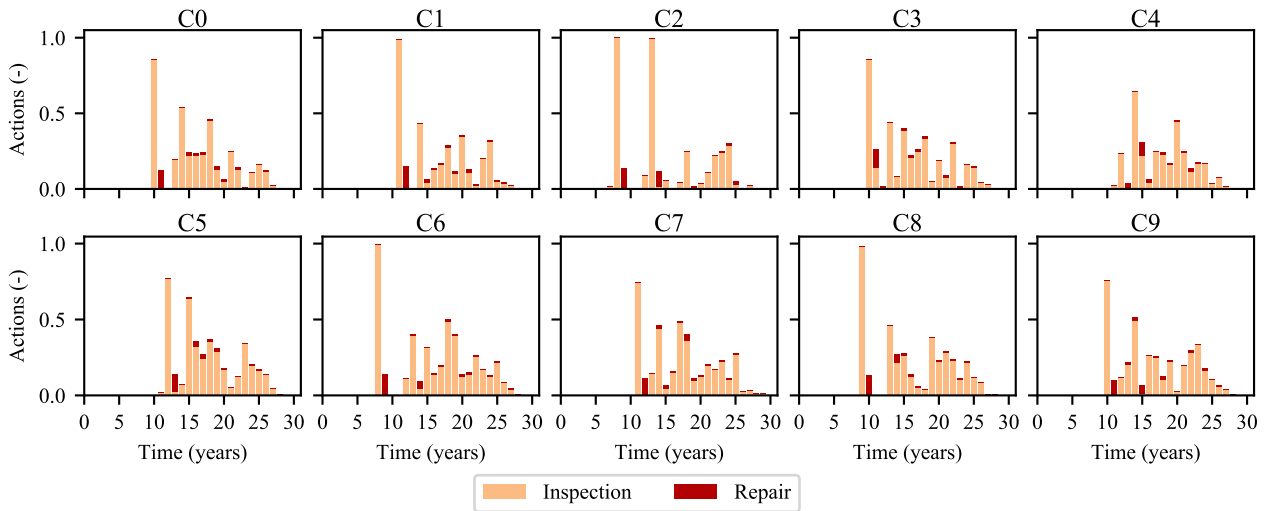 C0 C1 C2 C3 C4
Actions (-)
1.0
0.5
0.0
C5 C6 C7 C8 C9
Actions (-)
1.0
0.5
0.0
0 5 10 15 20 25 30 0 5 10 15 20 25 30 0 5 10 15 20 25 30 0 5 10 15 20 25 30 0 5 10 15 20 25 30
Time (years) Time (years) Time (years) Time (years) Time (years)
Inspection Repair